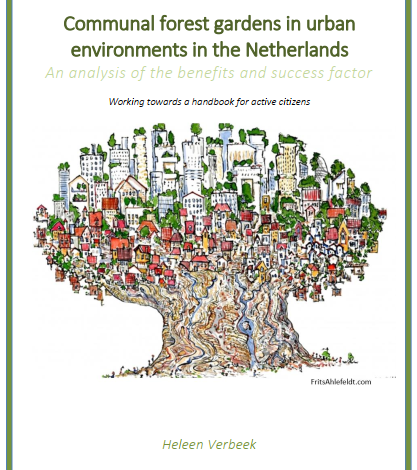 Communal forest gardens in urban
environments in the Netherlands
An analysis of the benefits and success factor
Working towards a handbook for active citizens
FritsAhlefeldt.com
Heleen Verbeek